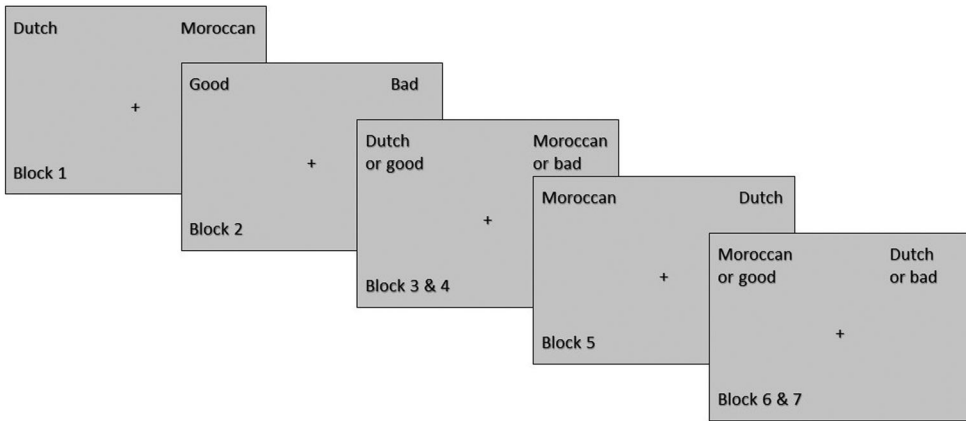 Dutch Moroccan
+
Block 1
Good Bad
+
Block 2
Dutch Moroccan
or good or bad
+
Block 3 & 4
Moroccan Dutch
+
Block 5
Moroccan Dutch
or good or bad
+
Block 6 & 7